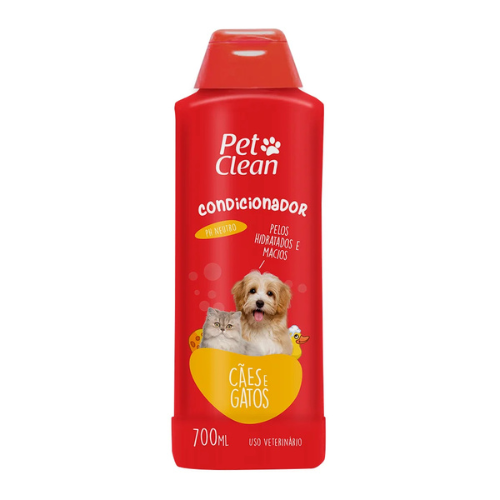 Pet
Clean
CONDICIONADOR
PH NEUTRO
PELOS
HIDRATADOS E
MACIOS
CÃES E
GATOS
700ML
USO VETERINÁRIO